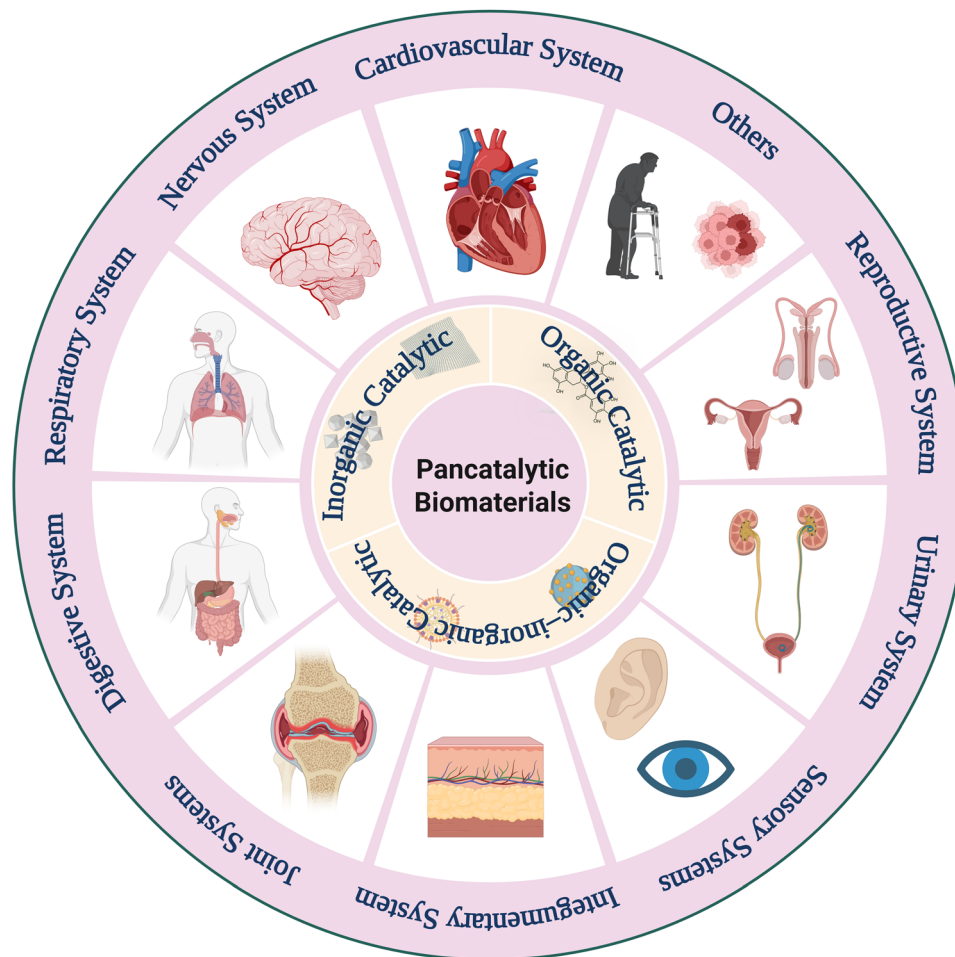 Cardiovascular System
Others
Reproductive System
Urinary System
Sensory Systems
Integumentary System
Joint Systems
Digestive System
Respiratory System
Nervous System
Inorganic Catalytic
Organic Catalytic
Organic–inorganic Catalytic
Pancatalytic
Biomaterials